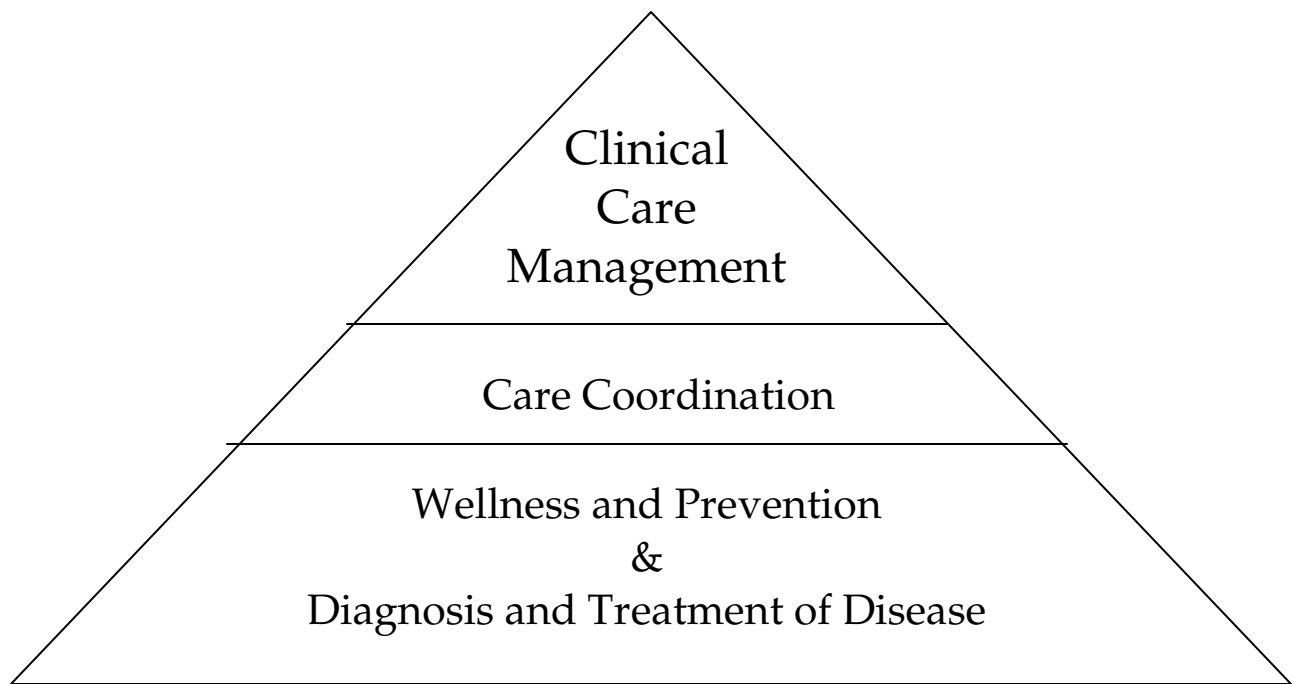 Clinical
Care
Management
Care Coordination
Wellness and Prevention
&
Diagnosis and Treatment of Disease